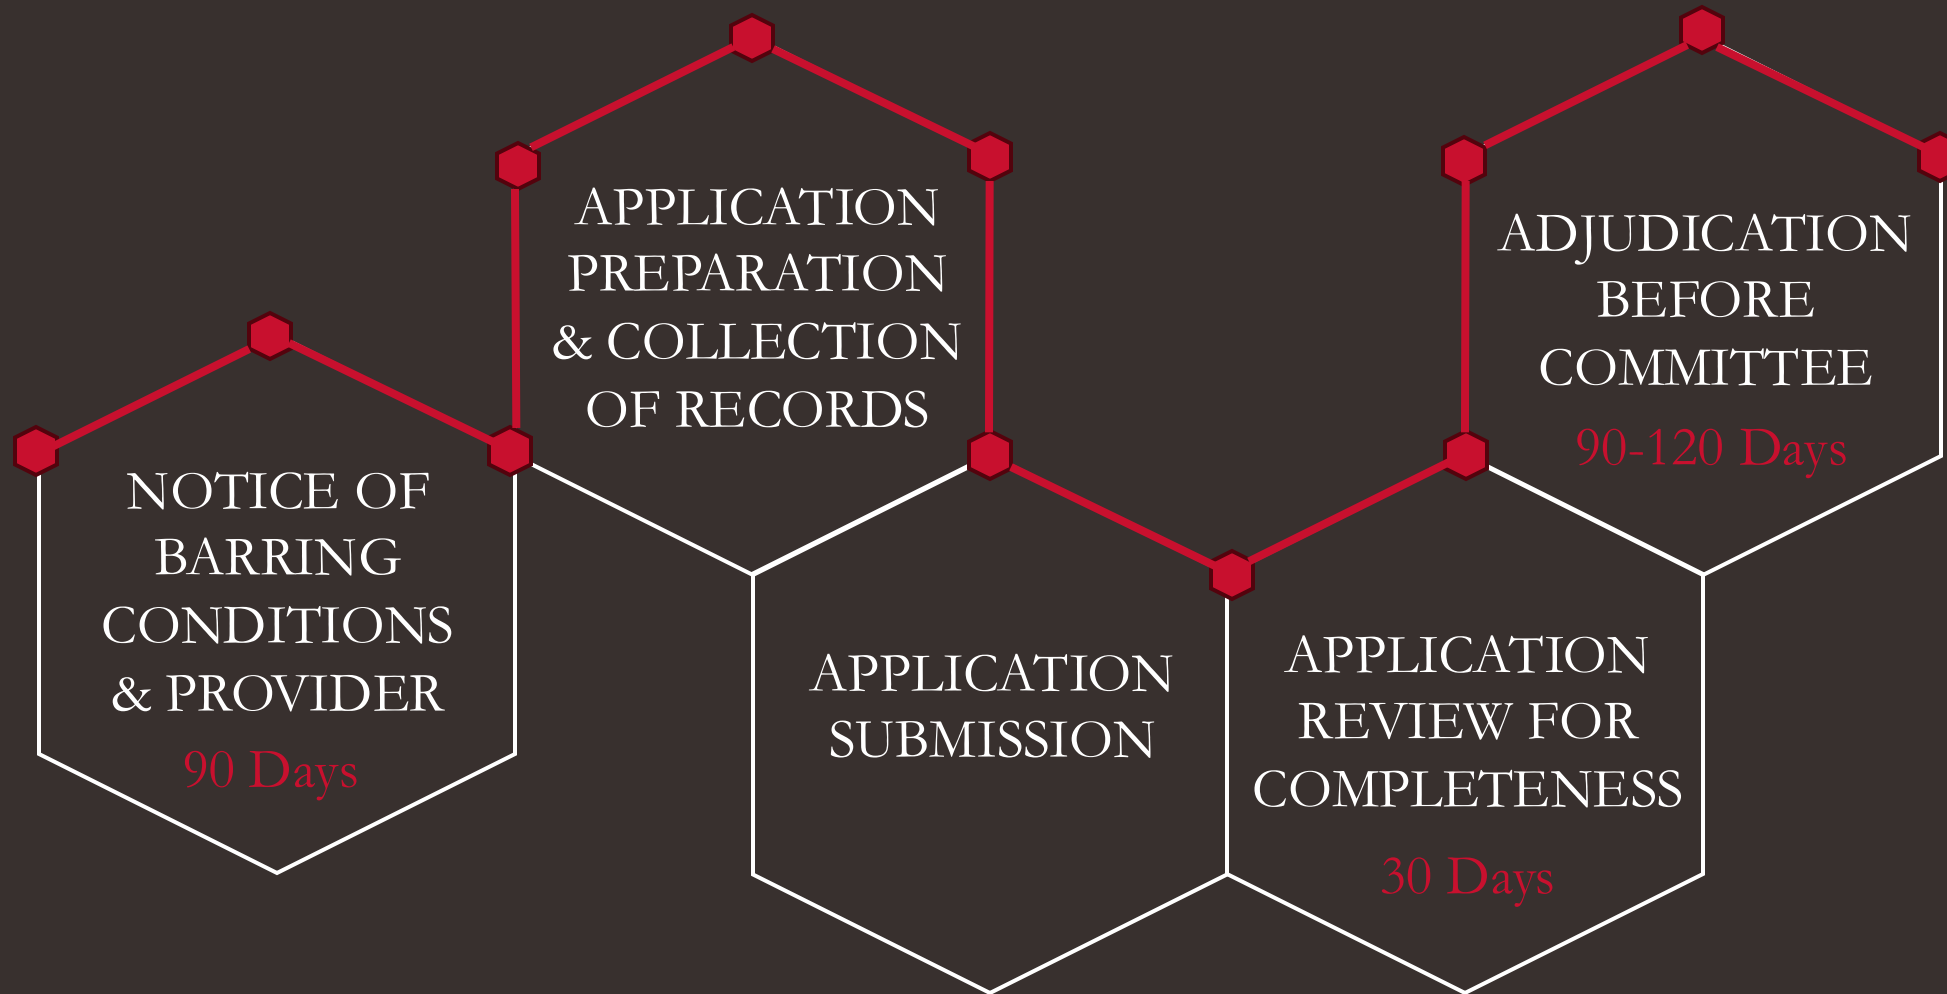 NOTICE OF
BARRING
CONDITIONS
& PROVIDER
90 Days
APPLICATION
PREPARATION
& COLLECTION
OF RECORDS
APPLICATION
SUBMISSION
APPLICATION
REVIEW FOR
COMPLETENESS
30 Days
ADJUDICATION
BEFORE
COMMITTEE
90-120 Days